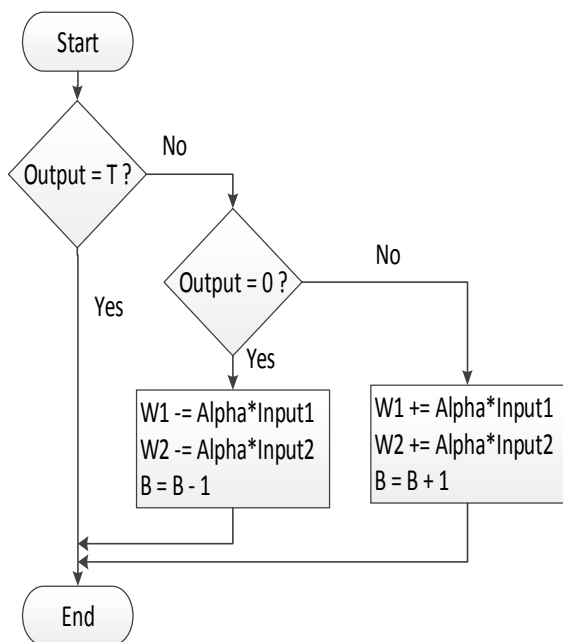 Start
Output = T ?
No
Yes
Output = 0 ?
No
Yes
W1 -= Alpha*Input1
W2 -= Alpha*Input2
B = B - 1
W1 += Alpha*Input1
W2 += Alpha*Input2
B = B + 1
End